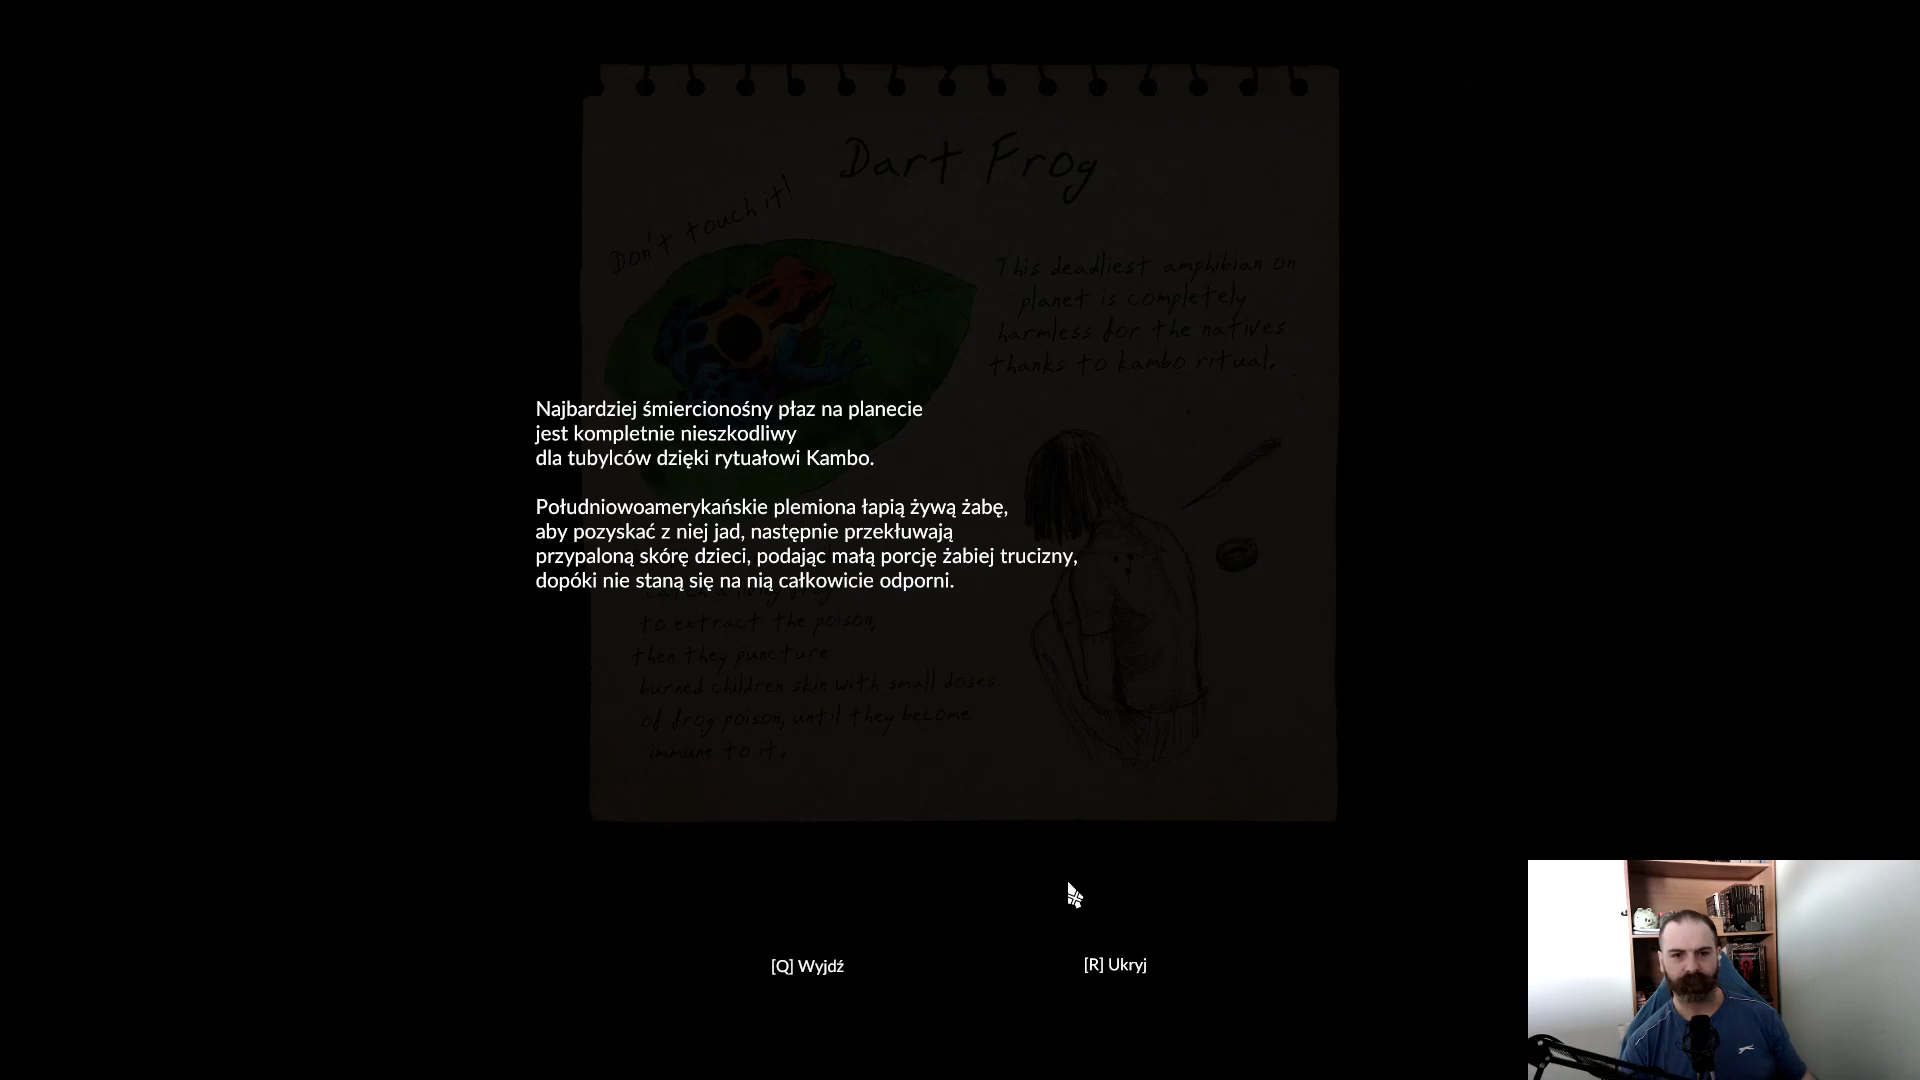 Dart Frog
Don't touch it!
This deadliest amphibian on
planet is completely
harmless for the natives
thanks to kambo ritual.
Najbardziej śmiercionośny płaz na planecie
jest kompletnie nieszkodliwy
dla tubylców dzięki rytuałowi Kambo.
Południowoamerykańskie plemiona łapią żywą żabę,
aby pozyskać z niej jad, następnie przekłuwają
przypaloną skórę dzieci, podając małą porcję żabiej trucizny,
dopóki nie staną się na nią całkowicie odporni.
to extract the poison,
then they puncture
burned children skin with small doses
of frog poison, until they become
immune to it.
[Q] Wyjdź
[R] Ukryj